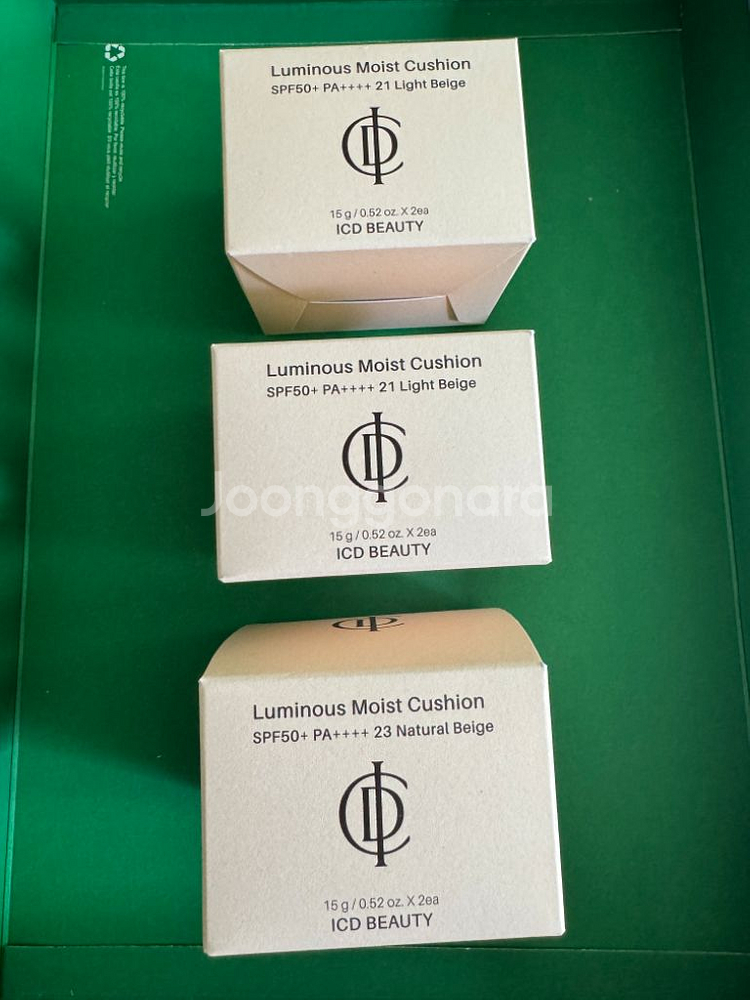 Luminous Moist Cushion
SPF50+ PA++++ 21 Light Beige
15 g / 0.52 oz. X 2ea
ICD BEAUTY
Luminous Moist Cushion
SPF50+ PA++++ 21 Light Beige
Joonggonara
15 g / 0.52 oz. X 2ea
ICD BEAUTY
Luminous Moist Cushion
SPF50+ PA++++ 23 Natural Beige
15 g / 0.52 oz. X 2ea
ICD BEAUTY